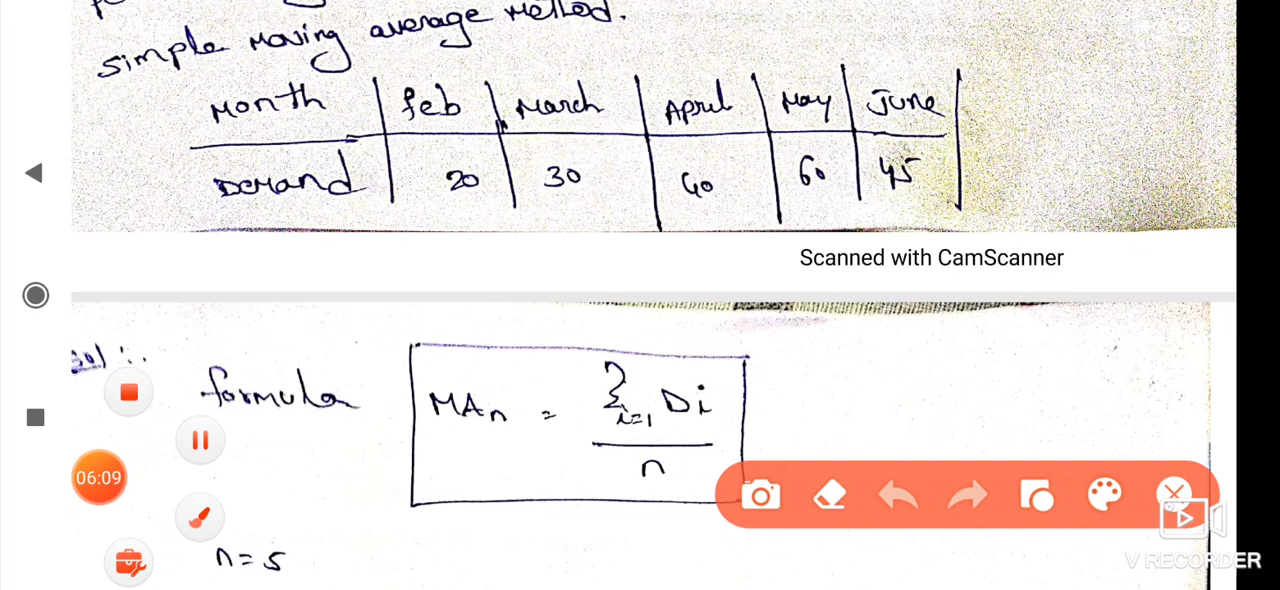 simple moving average method.
Month feb March April May June
Demand 20 30 40 60 45
Scanned with CamScanner
sol :.
formula MAn = Σi=1 Di
n
06:09
n = 5
V RECORDER